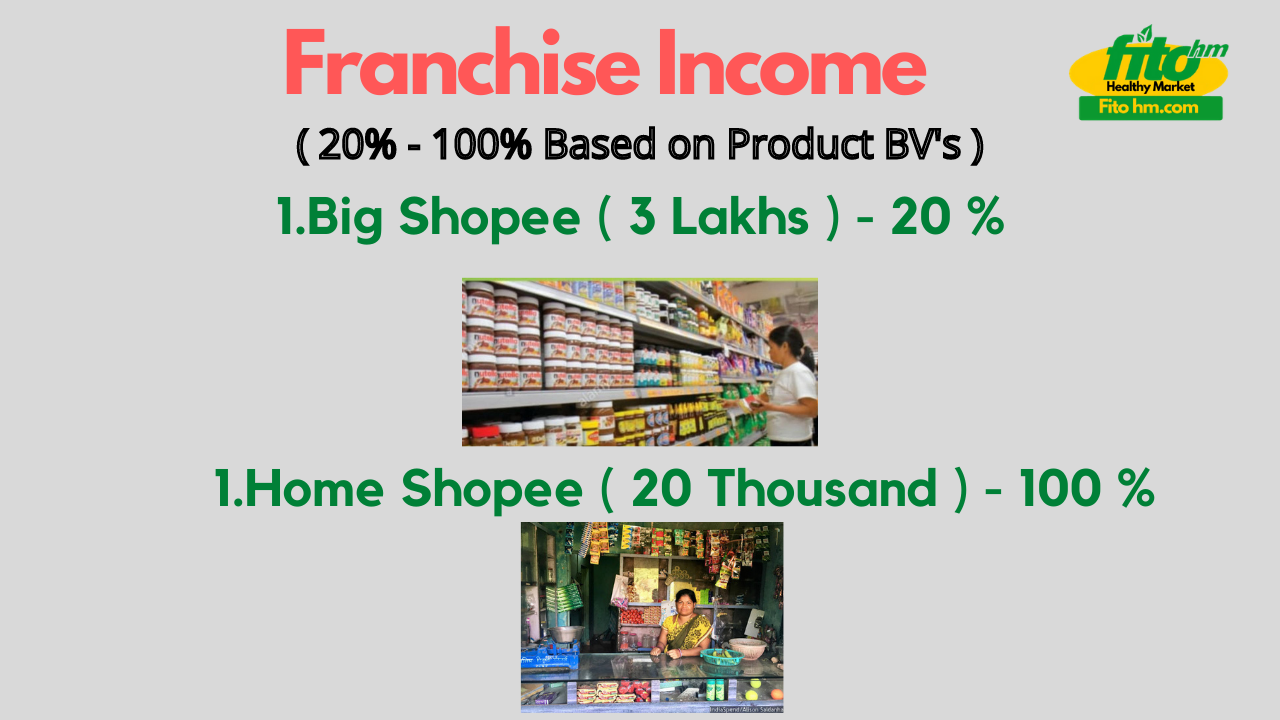 Franchise Income
fito hm
Healthy Market
Fito hm.com
( 20% - 100% Based on Product BV's )
1.Big Shopee ( 3 Lakhs ) - 20 %
nutella
1.Home Shopee ( 20 Thousand ) - 100 %
IndiaSpend/Alison Saldanha